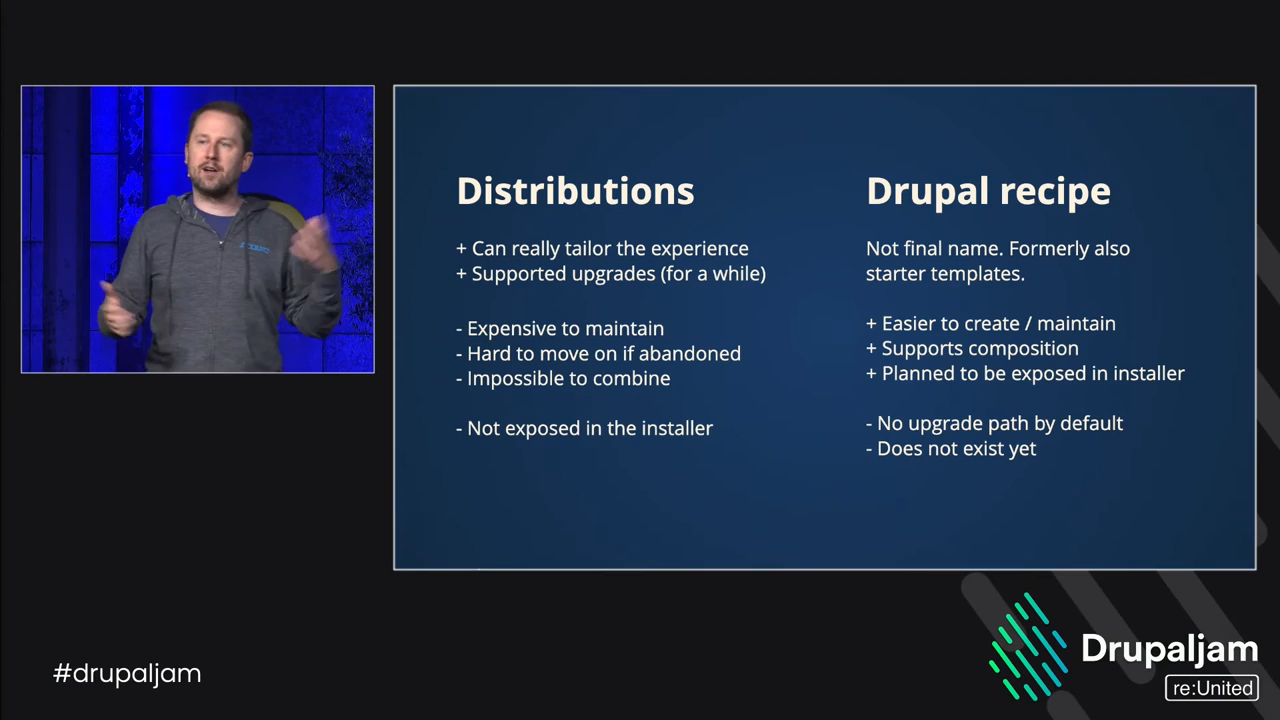 Distributions
+ Can really tailor the experience
+ Supported upgrades (for a while)
- Expensive to maintain
- Hard to move on if abandoned
- Impossible to combine
- Not exposed in the installer
Drupal recipe
Not final name. Formerly also
starter templates.
+ Easier to create / maintain
+ Supports composition
+ Planned to be exposed in installer
- No upgrade path by default
- Does not exist yet
#drupaljam
Drupaljam
re:United